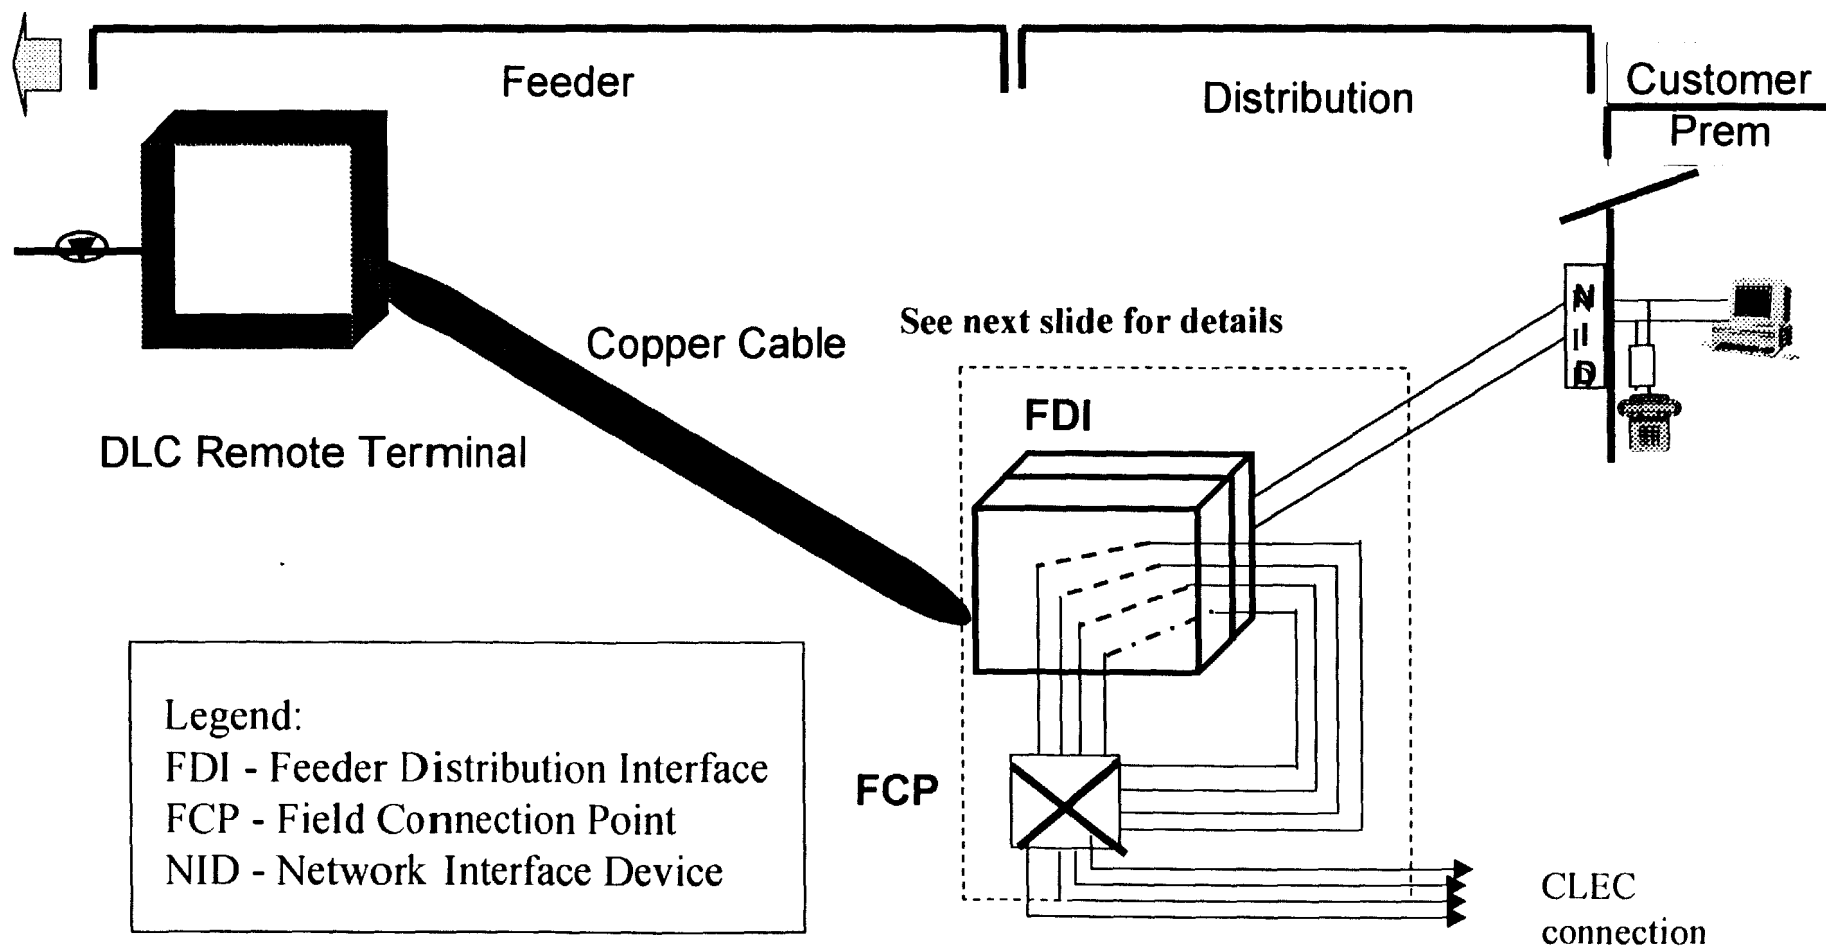 Feeder
Distribution
Customer
Prem
Copper Cable
See next slide for details
N
I
D
FDI
DLC Remote Terminal
Legend:
FDI - Feeder Distribution Interface
FCP - Field Connection Point
NID - Network Interface Device
FCP
CLEC
connection